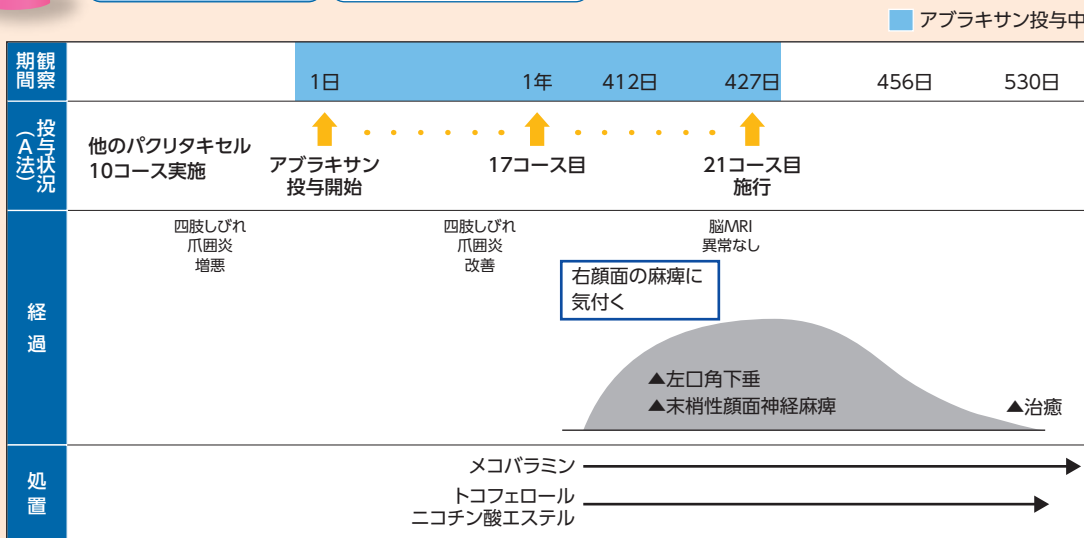 アブラキサン投与中
観察期間
1日 1年 412日 427日 456日 530日
投与状況(A法)
他のパクリタキセル
10コース実施
アブラキサン
投与開始
17コース目
21コース目
施行
経過
四肢しびれ
爪囲炎
増悪
四肢しびれ
爪囲炎
改善
脳MRI
異常なし
右顔面の麻痺に
気付く
▲左口角下垂
▲末梢性顔面神経麻痺
▲治癒
処置
メコバラミン
トコフェロール
ニコチン酸エステル